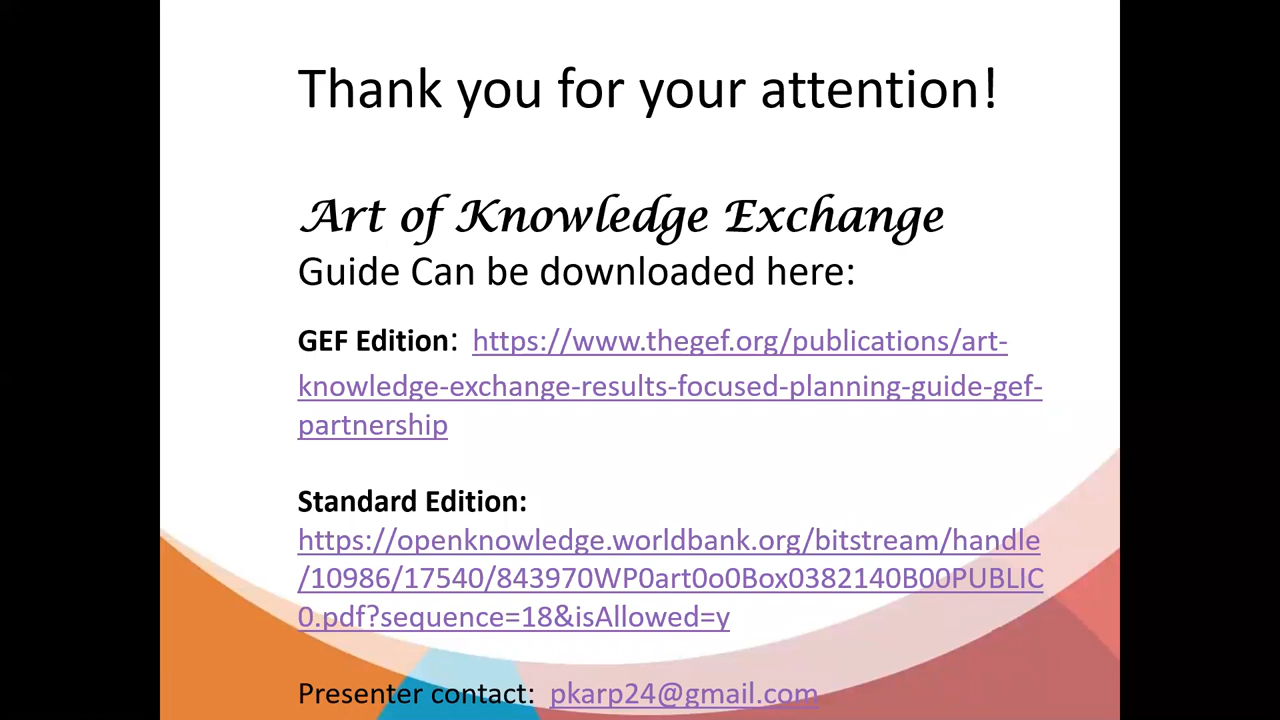 Thank you for your attention!
Art of Knowledge Exchange
Guide Can be downloaded here:
GEF Edition: https://www.thegef.org/publications/art-
knowledge-exchange-results-focused-planning-guide-gef-
partnership
Standard Edition:
https://openknowledge.worldbank.org/bitstream/handle
/10986/17540/843970WP0art0o0Box0382140B00PUBLIC
0.pdf?sequence=18&isAllowed=y
Presenter contact: pkarp24@gmail.com